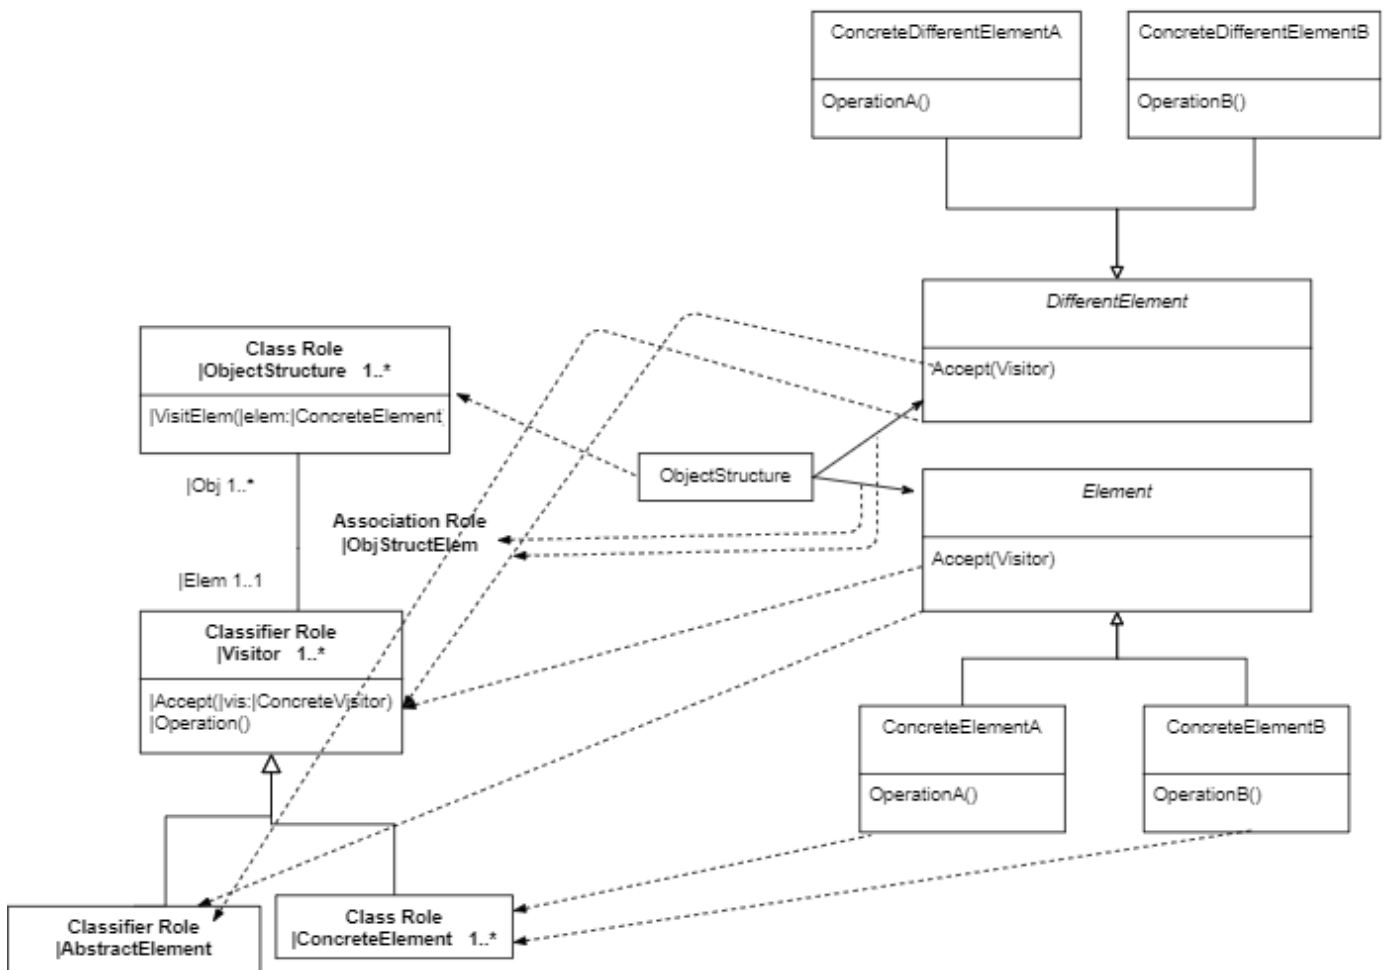 ConcreteDifferentElementA
OperationA()
ConcreteDifferentElementB
OperationB()
DifferentElement
Accept(Visitor)
Class Role
|ObjectStructure 1..*
|VisitElem(|elem:|ConcreteElement
|Obj 1..*
ObjectStructure
Element
Accept(Visitor)
Association Role
|ObjStructElem
|Elem 1..1
Classifier Role
|Visitor 1..*
|Accept(|vis:|ConcreteVisitor)
|Operation()
ConcreteElementA
OperationA()
ConcreteElementB
OperationB()
Classifier Role
|AbstractElement
Class Role
|ConcreteElement 1..*